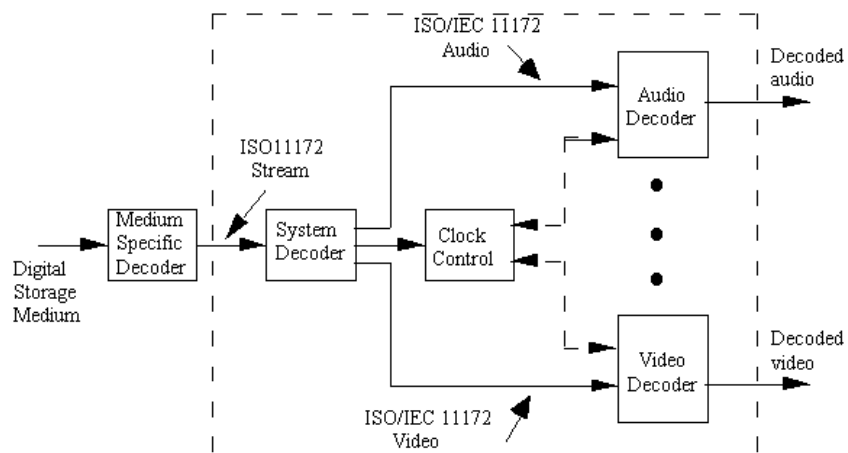 ISO/IEC 11172
Audio
Decoded
audio
Audio
Decoder
ISO11172
Stream
Medium
Specific
Decoder
System
Decoder
Clock
Control
Digital
Storage
Medium
Decoded
video
Video
Decoder
ISO/IEC 11172
Video